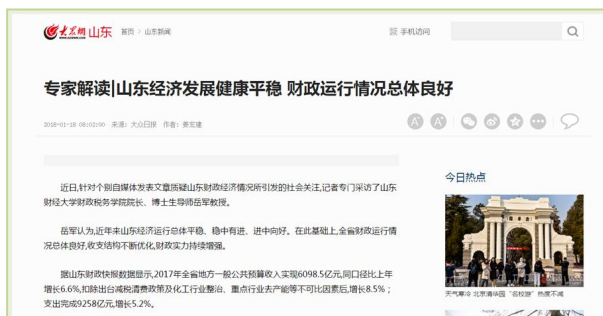 大众网 山东 首页 > 山东新闻 手机访问
专家解读|山东经济发展健康平稳 财政运行情况总体良好
2018-01-18 08:02:00 来源：大众日报 作者：姜宏建
今日热点
近日,针对个别自媒体发表文章质疑山东财政经济情况所引发的社会关注,记者专门采访了山东
财经大学财政税务学院院长、博士生导师岳军教授。
岳军认为,近年来山东经济运行总体平稳、稳中有进、进中向好。在此基础上,全省财政运行情
况总体良好,收支结构不断优化,财政实力持续增强。
据山东财政快报数据显示,2017年全省地方一般公共预算收入实现6098.5亿元,同口径比上年
增长6.6%,扣除出台减税清费政策及化工行业整治、重点行业去产能等不可比因素后,增长8.5%；
支出完成9258亿元,增长5.2%。
天气寒冷 北京清华园“名校游”热度不减